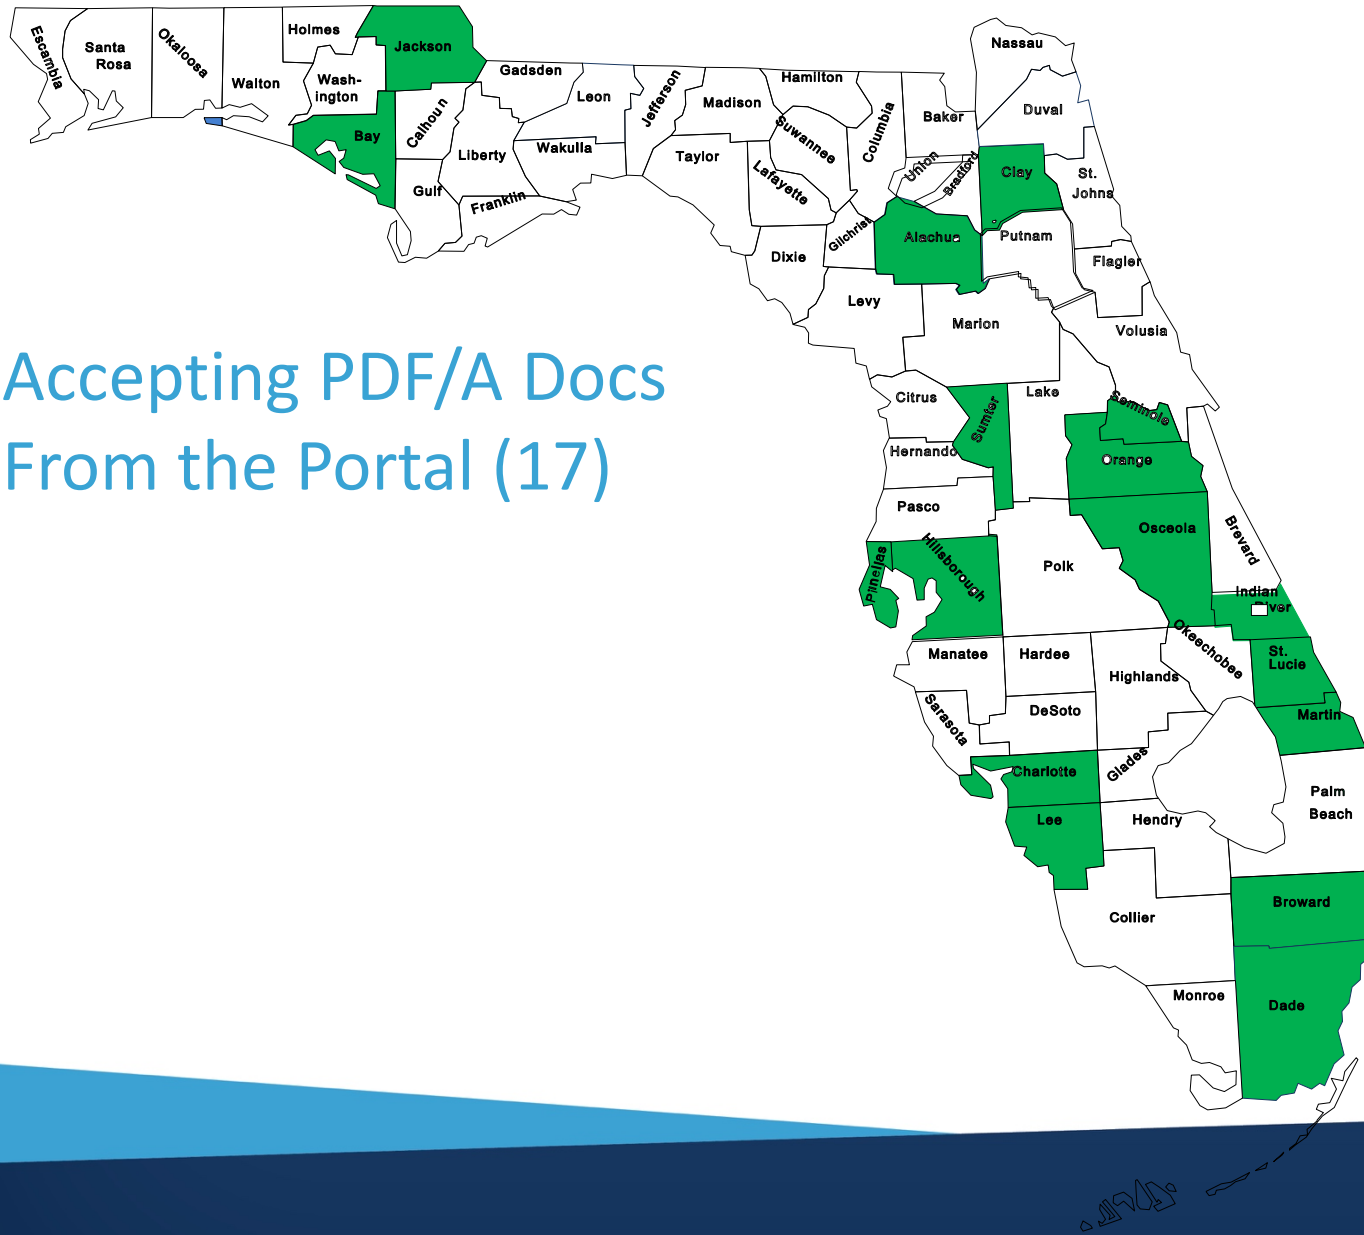 Escambia
Santa
Rosa
Okaloosa
Walton
Holmes
Wash-
ington
Jackson
Bay
Calhoun
Gulf
Gadsden
Liberty
Franklin
Leon
Wakulla
Jefferson
Madison
Taylor
Hamilton
Suwannee
Lafayette
Dixie
Columbia
Gilchrist
Levy
Baker
Union
Bradford
Alachua
Nassau
Duval
Clay
St.
Johns
Putnam
Flagler
Marion
Volusia
Accepting PDF/A Docs
From the Portal (17)
Citrus
Sumter
Lake
Seminole
Hernando
Orange
Pasco
Osceola
Brevard
Pinellas
Hillsborough
Polk
Indian
River
Manatee
Hardee
Highlands
Okeechobee
St.
Lucie
Sarasota
DeSoto
Martin
Charlotte
Glades
Palm
Beach
Lee
Hendry
Collier
Broward
Monroe
Dade